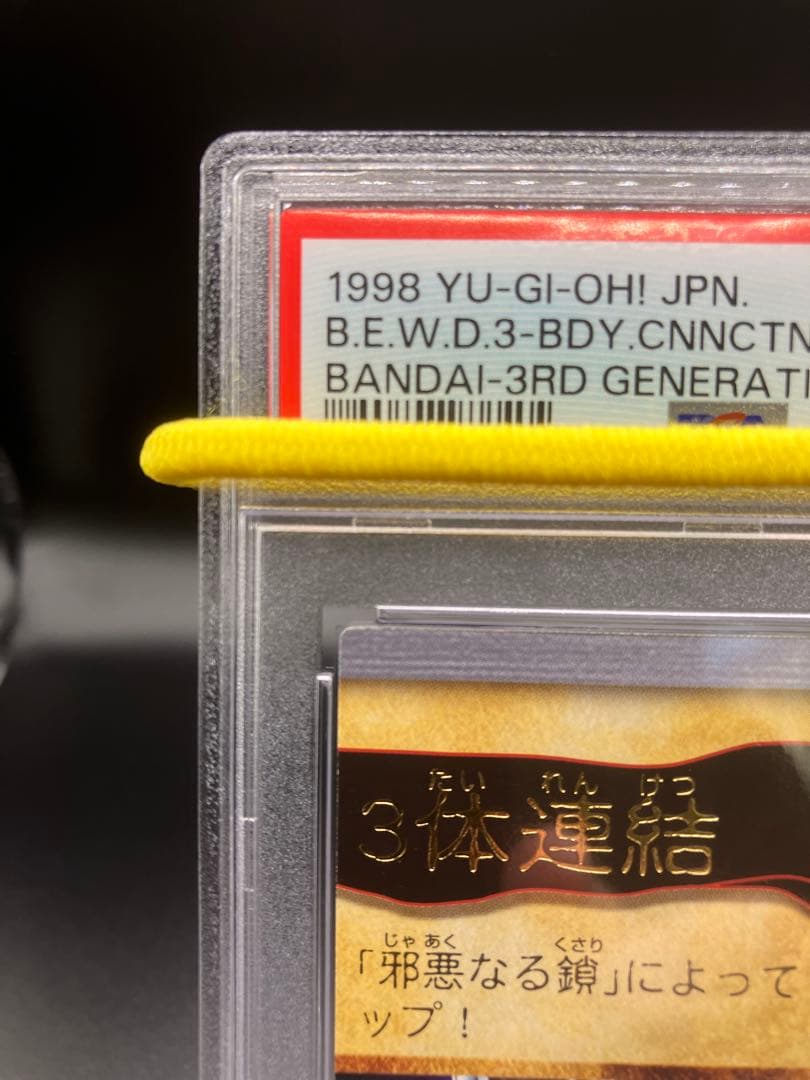 1998 YU-GI-OH! JPN.
B.E.W.D.3-BDY.CNNCTN
BANDAI-3RD GENERATI
たい れん けつ
3体連結
じゃあく くさり
「邪悪なる鎖」によって
ップ！